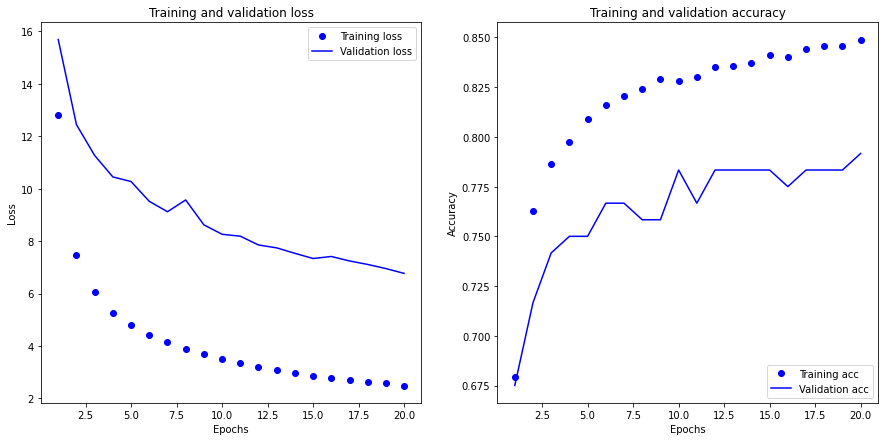 Training and validation loss
Training loss
Validation loss
16
14
12
10
8
6
4
2
Loss
2.5 5.0 7.5 10.0 12.5 15.0 17.5 20.0
Epochs
Training and validation accuracy
0.850
0.825
0.800
0.775
0.750
0.725
0.700
0.675
Accuracy
Training acc
Validation acc
2.5 5.0 7.5 10.0 12.5 15.0 17.5 20.0
Epochs